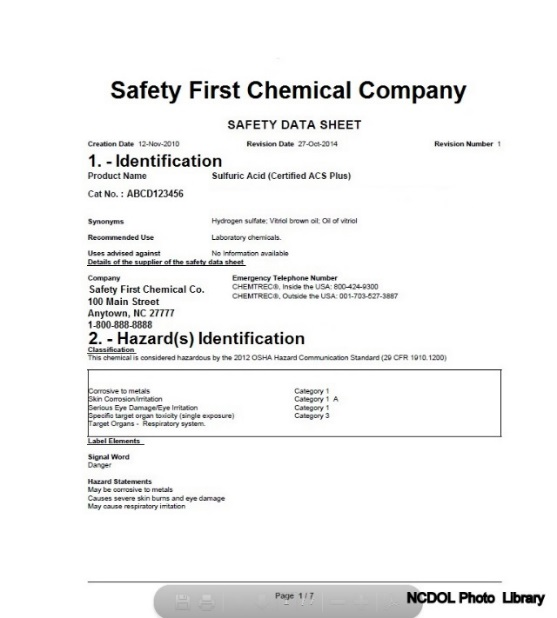 Safety First Chemical Company
SAFETY DATA SHEET
Creation Date 12-Nov-2010 Revision Date 27-Oct-2014 Revision Number 1
1. - Identification
Product Name Sulfuric Acid (Certified ACS Plus)
Cat No. : ABCD123456
Synonyms Hydrogen sulfate; Vitriol brown oil; Oil of vitriol
Recommended Use Laboratory chemicals.
Uses advised against No Information available
Details of the supplier of the safety data sheet
Company Emergency Telephone Number
Safety First Chemical Co. CHEMTREC®, Inside the USA: 800-424-9300
100 Main Street CHEMTREC®, Outside the USA: 001-703-527-3887
Anytown, NC 27777
1-800-888-8888
2. - Hazard(s) Identification
Classification
This chemical is considered hazardous by the 2012 OSHA Hazard Communication Standard (29 CFR 1910.1200)
Corrosive to metals Category 1
Skin Corrosion/irritation Category 1 A
Serious Eye Damage/Eye Irritation Category 1
Specific target organ toxicity (single exposure) Category 3
Target Organs - Respiratory system.
Label Elements
Signal Word
Danger
Hazard Statements
May be corrosive to metals
Causes severe skin burns and eye damage
May cause respiratory irritation
Page 1 / 7
NCDOL Photo Library